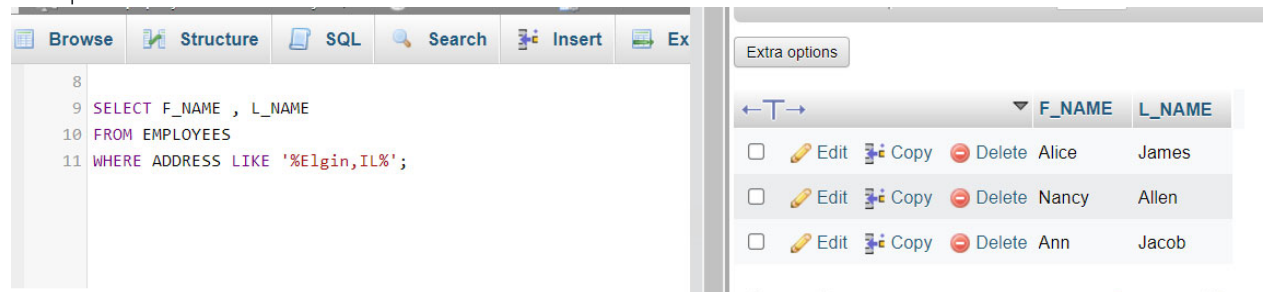 Browse Structure SQL Search Insert Ex
8
9 SELECT F_NAME , L_NAME
10 FROM EMPLOYEES
11 WHERE ADDRESS LIKE '%Elgin,IL%';
Extra options
←T→ ▼ F_NAME L_NAME
Edit Copy Delete Alice James
Edit Copy Delete Nancy Allen
Edit Copy Delete Ann Jacob